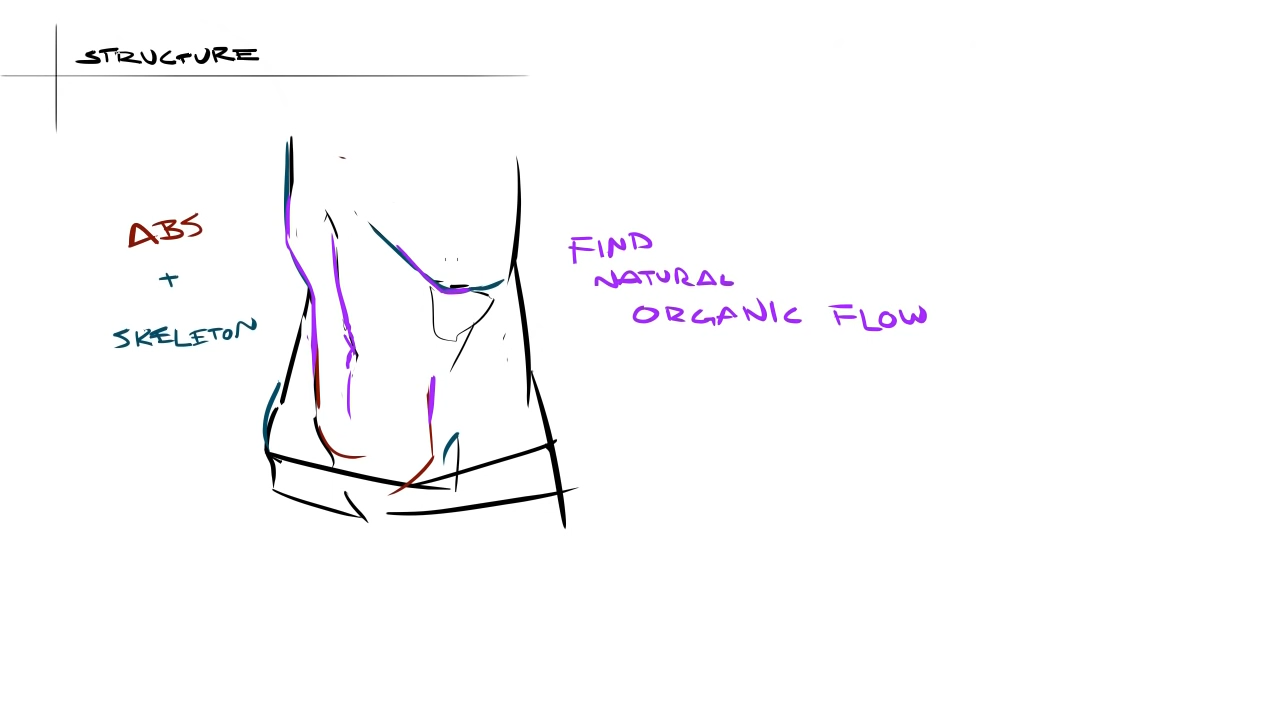 STRUCTURE
ABS
+
SKELETON
FIND
NATURAL
ORGANIC FLOW